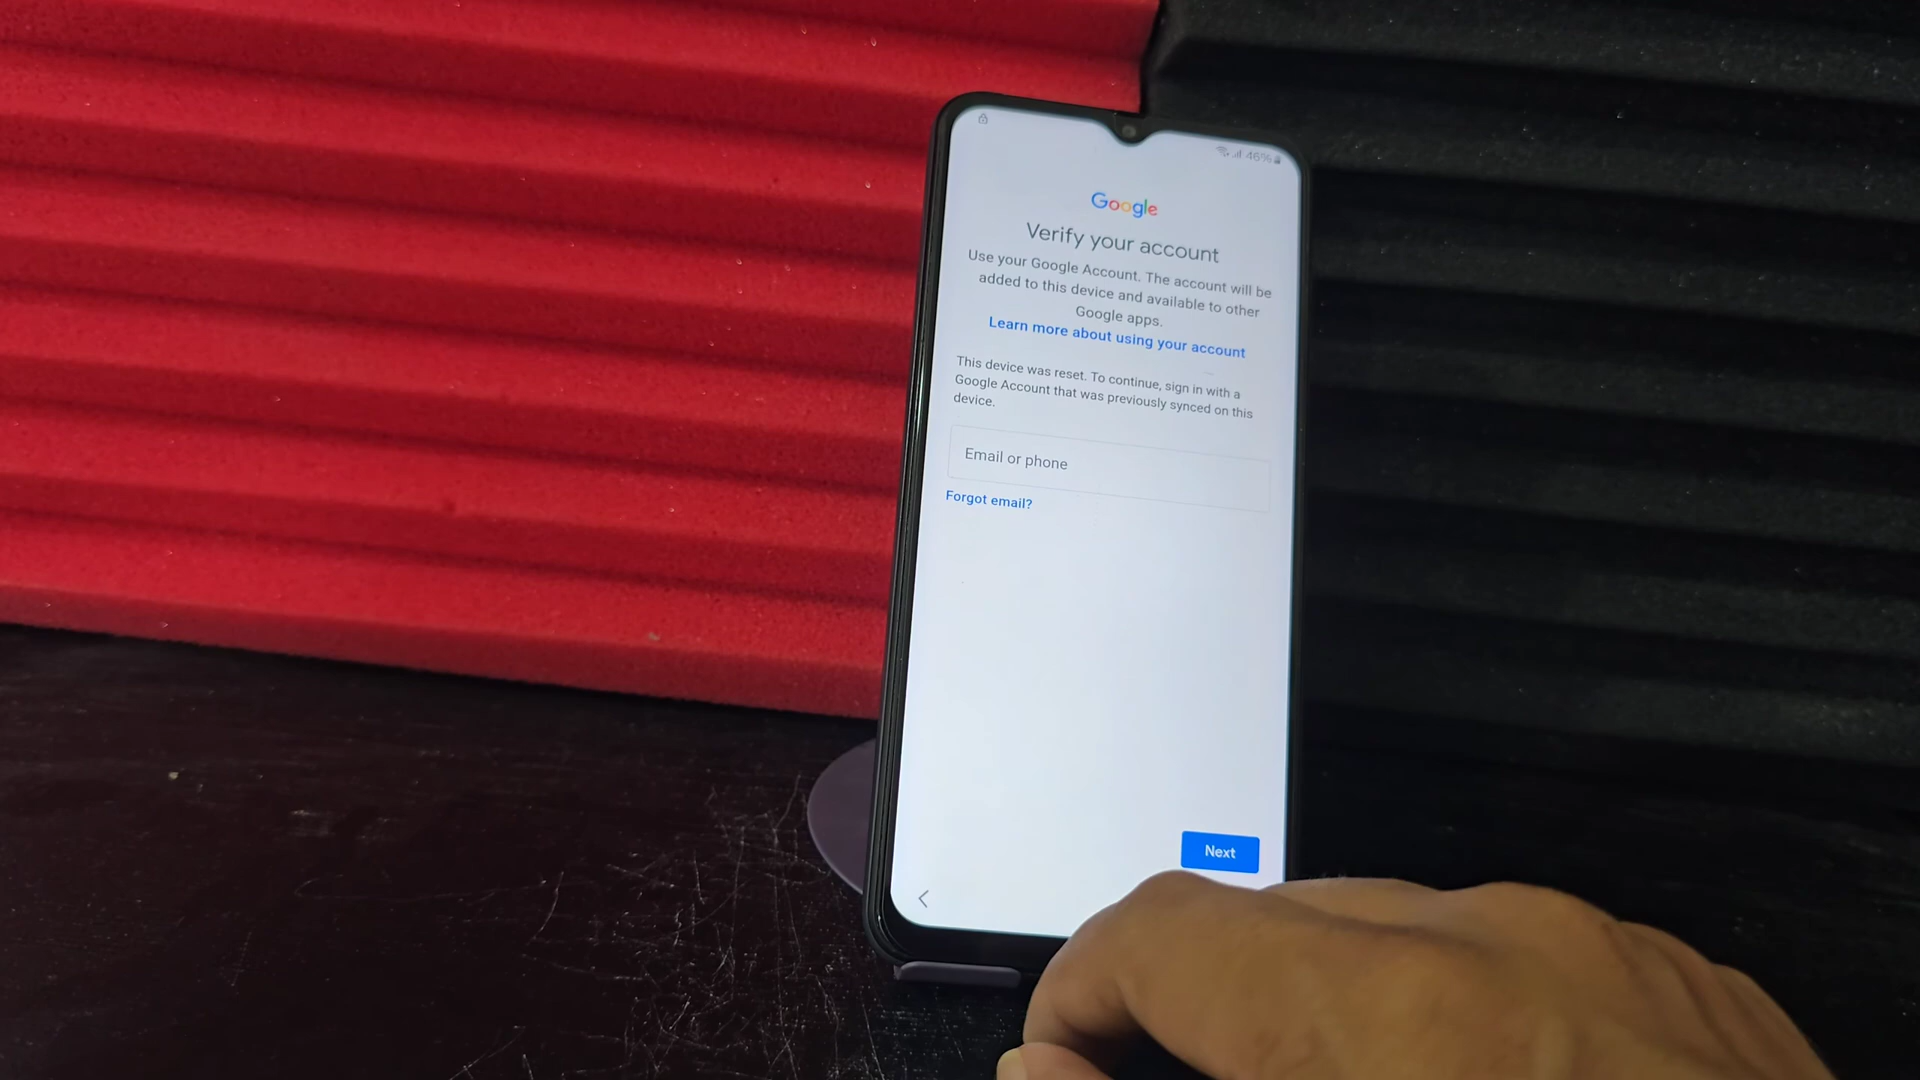 46%
Google
Verify your account
Use your Google Account. The account will be
added to this device and available to other
Google apps.
Learn more about using your account
This device was reset. To continue, sign in with a
Google Account that was previously synced on this
device.
Email or phone
Forgot email?
Next